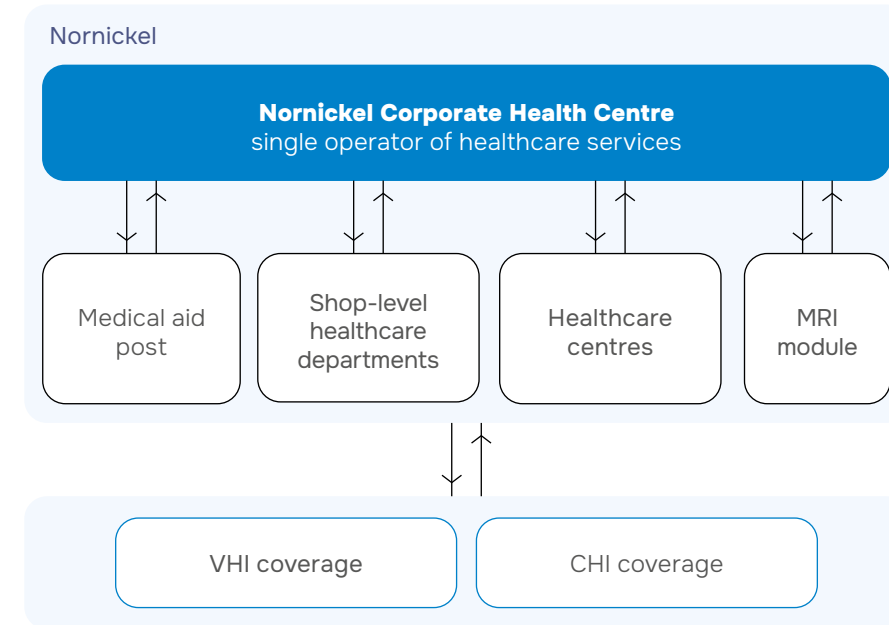 Nornickel
Nornickel Corporate Health Centre
single operator of healthcare services
Medical aid
post
Shop-level
healthcare
departments
Healthcare
centres
MRI
module
VHI coverage
CHI coverage